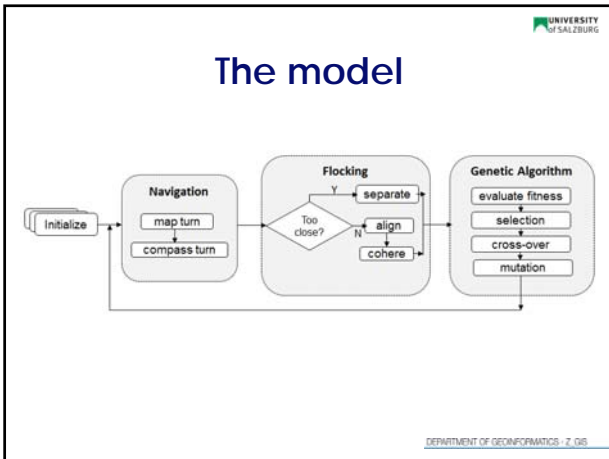 UNIVERSITY
of SALZBURG
The model
Initialize
Navigation
map turn
compass turn
Flocking
Too
close?
Y
N
separate
align
cohere
Genetic Algorithm
evaluate fitness
selection
cross-over
mutation
DEPARTMENT OF GEOINFORMATICS - Z_GIS